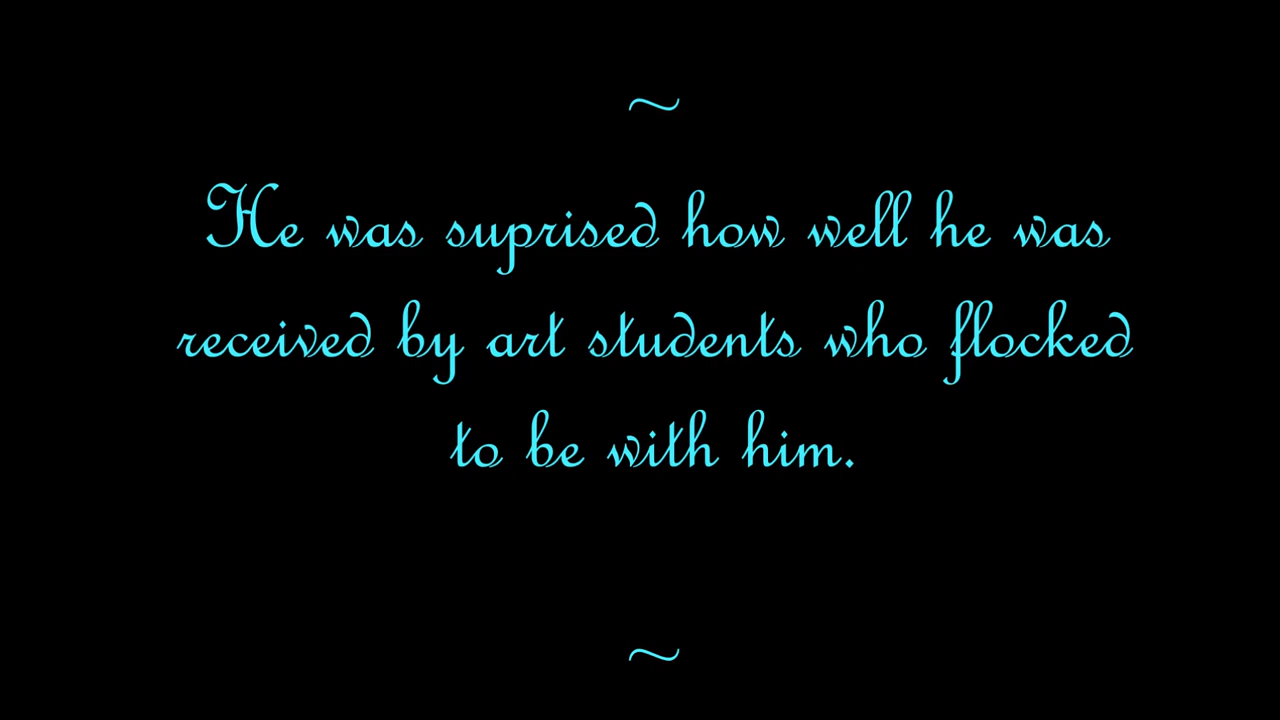 ~
He was suprised how well he was
received by art students who flocked
to be with him.
~